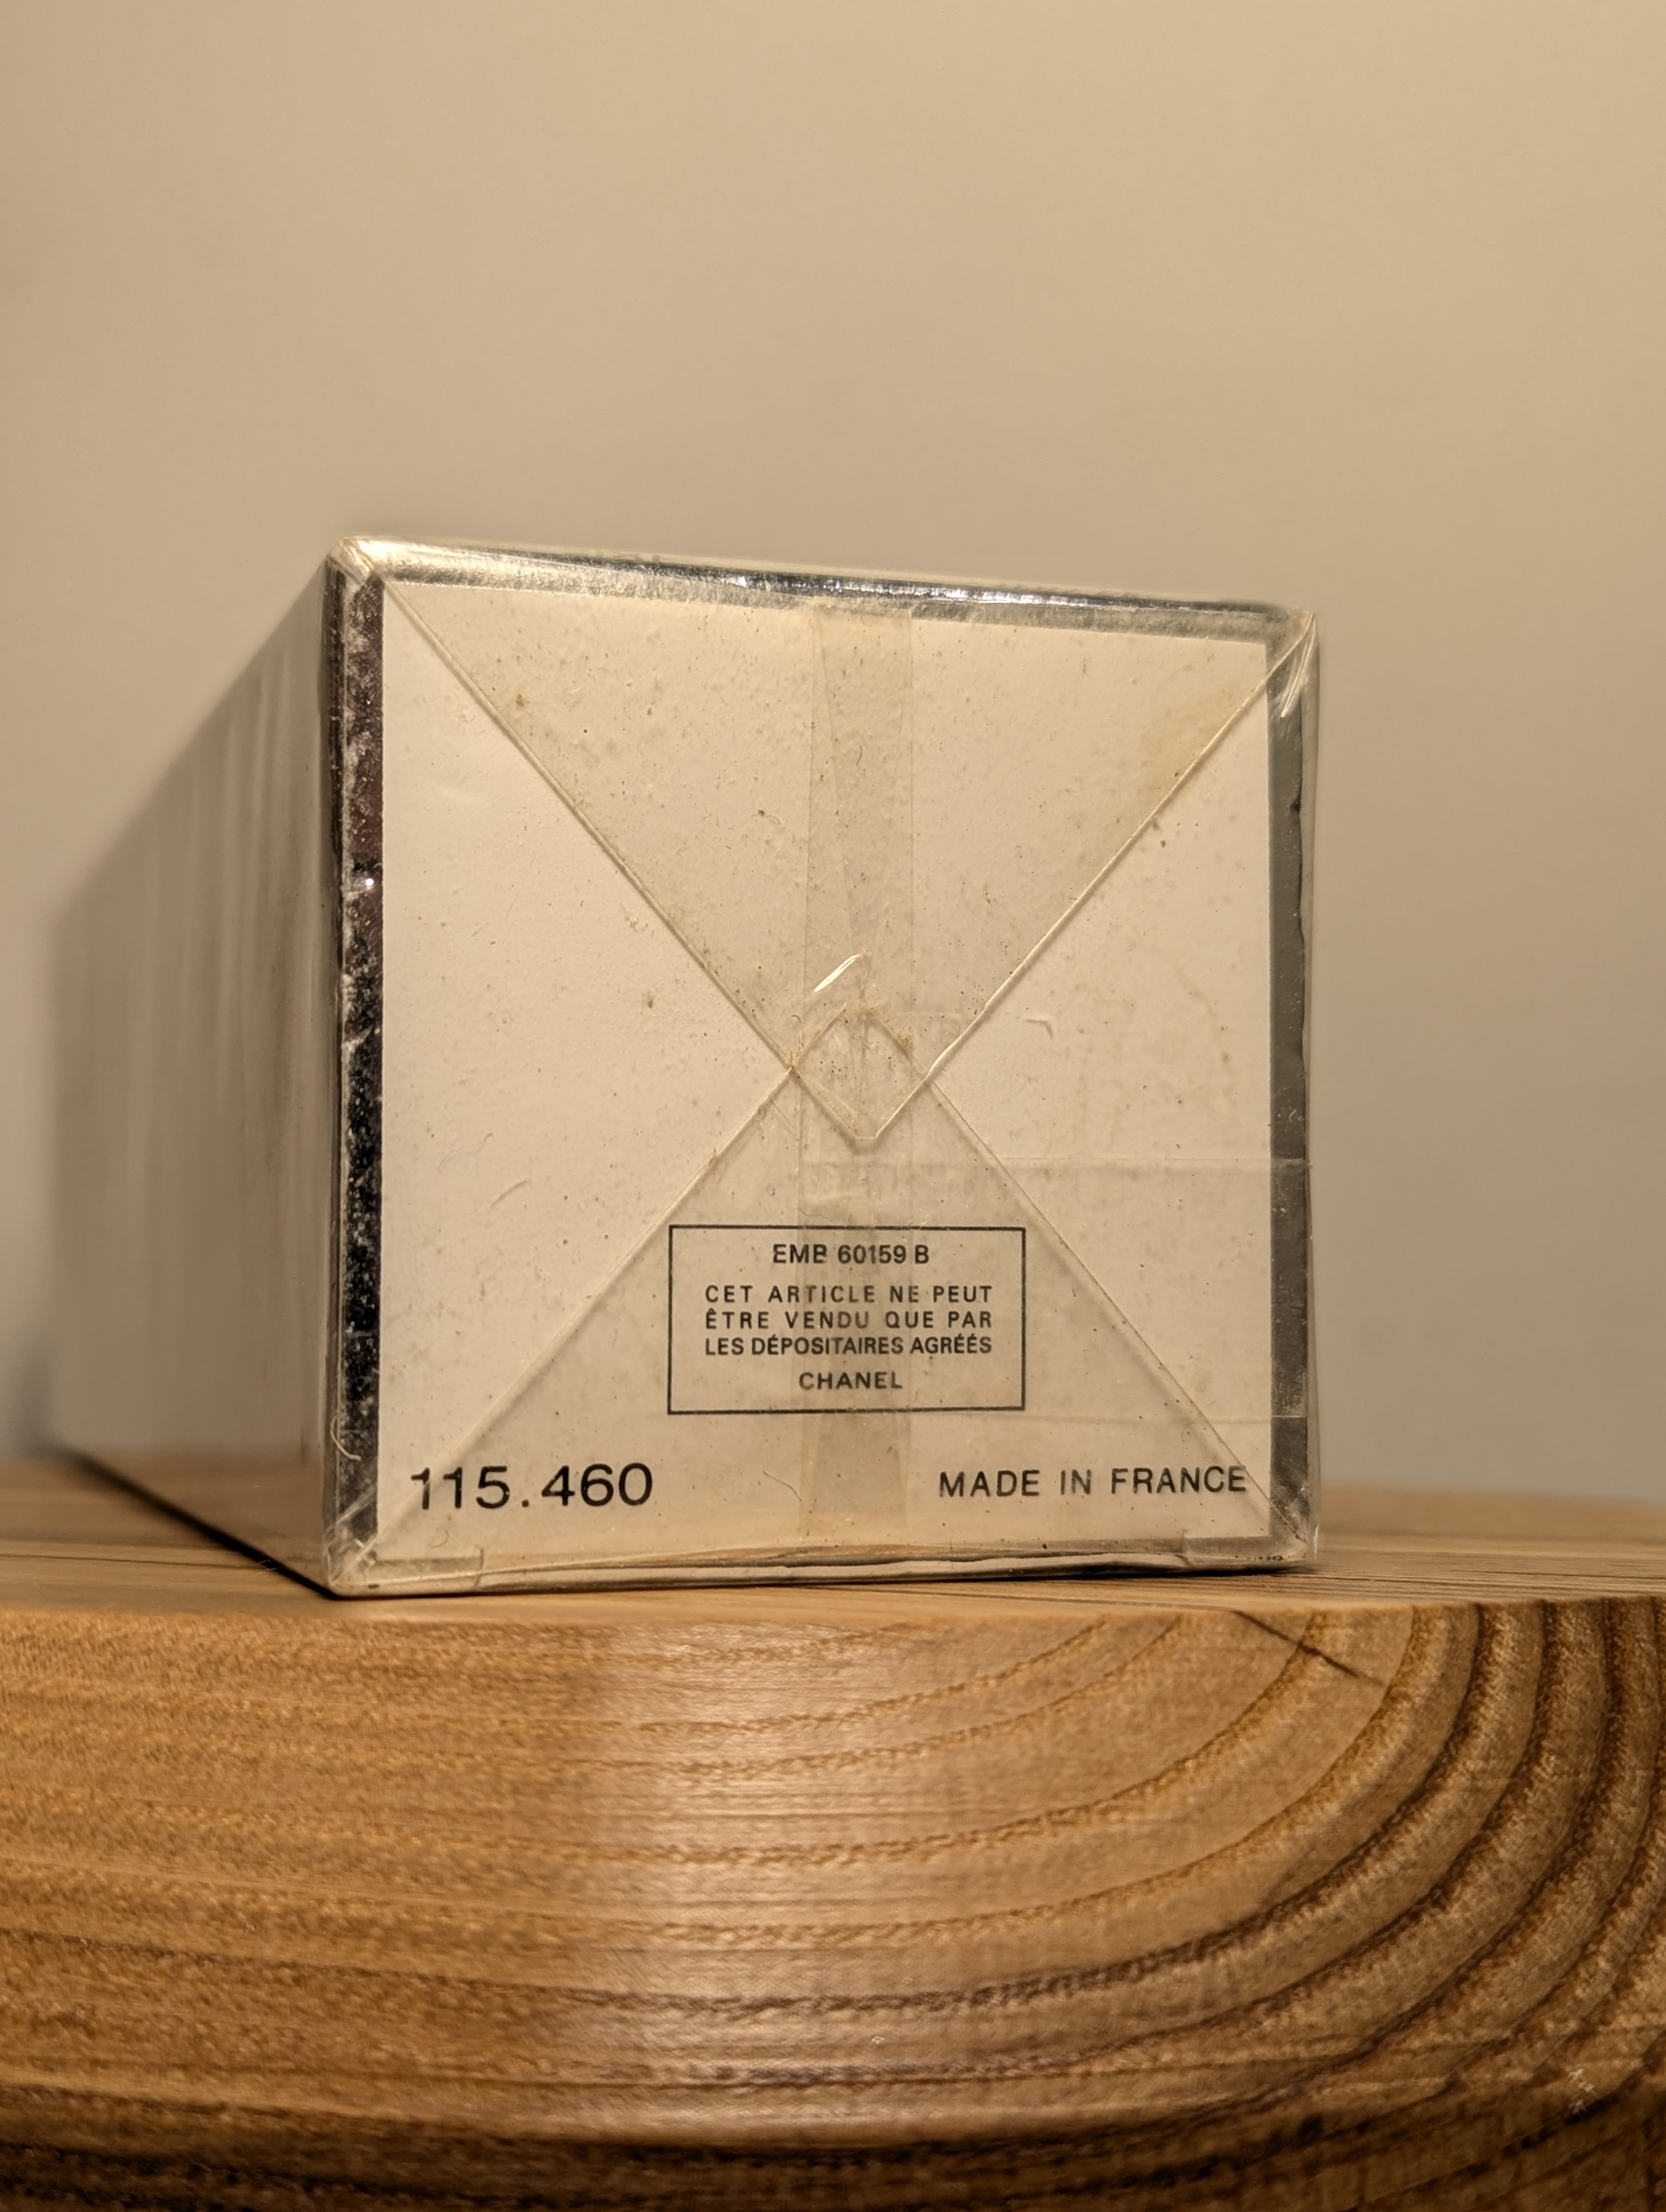 EMB 60159 B
CET ARTICLE NE PEUT
ÊTRE VENDU QUE PAR
LES DÉPOSITAIRES AGRÉÉS
CHANEL
115.460
MADE IN FRANCE